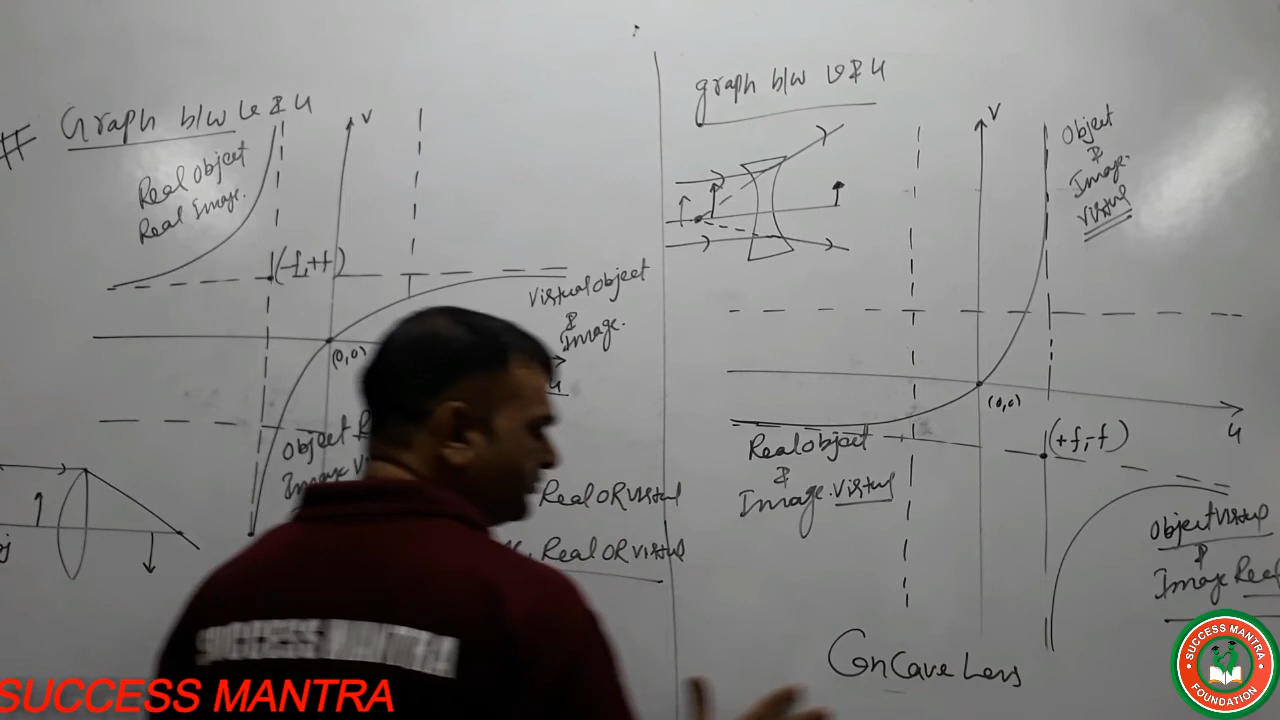 # Graph b/w v & u
Real Object
Real Image.
v
(-f, +f)
Virtual Object
&
Image.
(0,0)
u
Object
Image
Real OR virtual
Real OR virtual
graph b/w v & u
v
Object
&
Image.
Virtual
(0,0)
u
(+f,-f)
Real object
&
Image. virtual
Object virtual
&
Image Real
Concave Lens
SUCCESS MANTRA
SUCCESS MANTRA
SUCCESS MANTRA
FOUNDATION